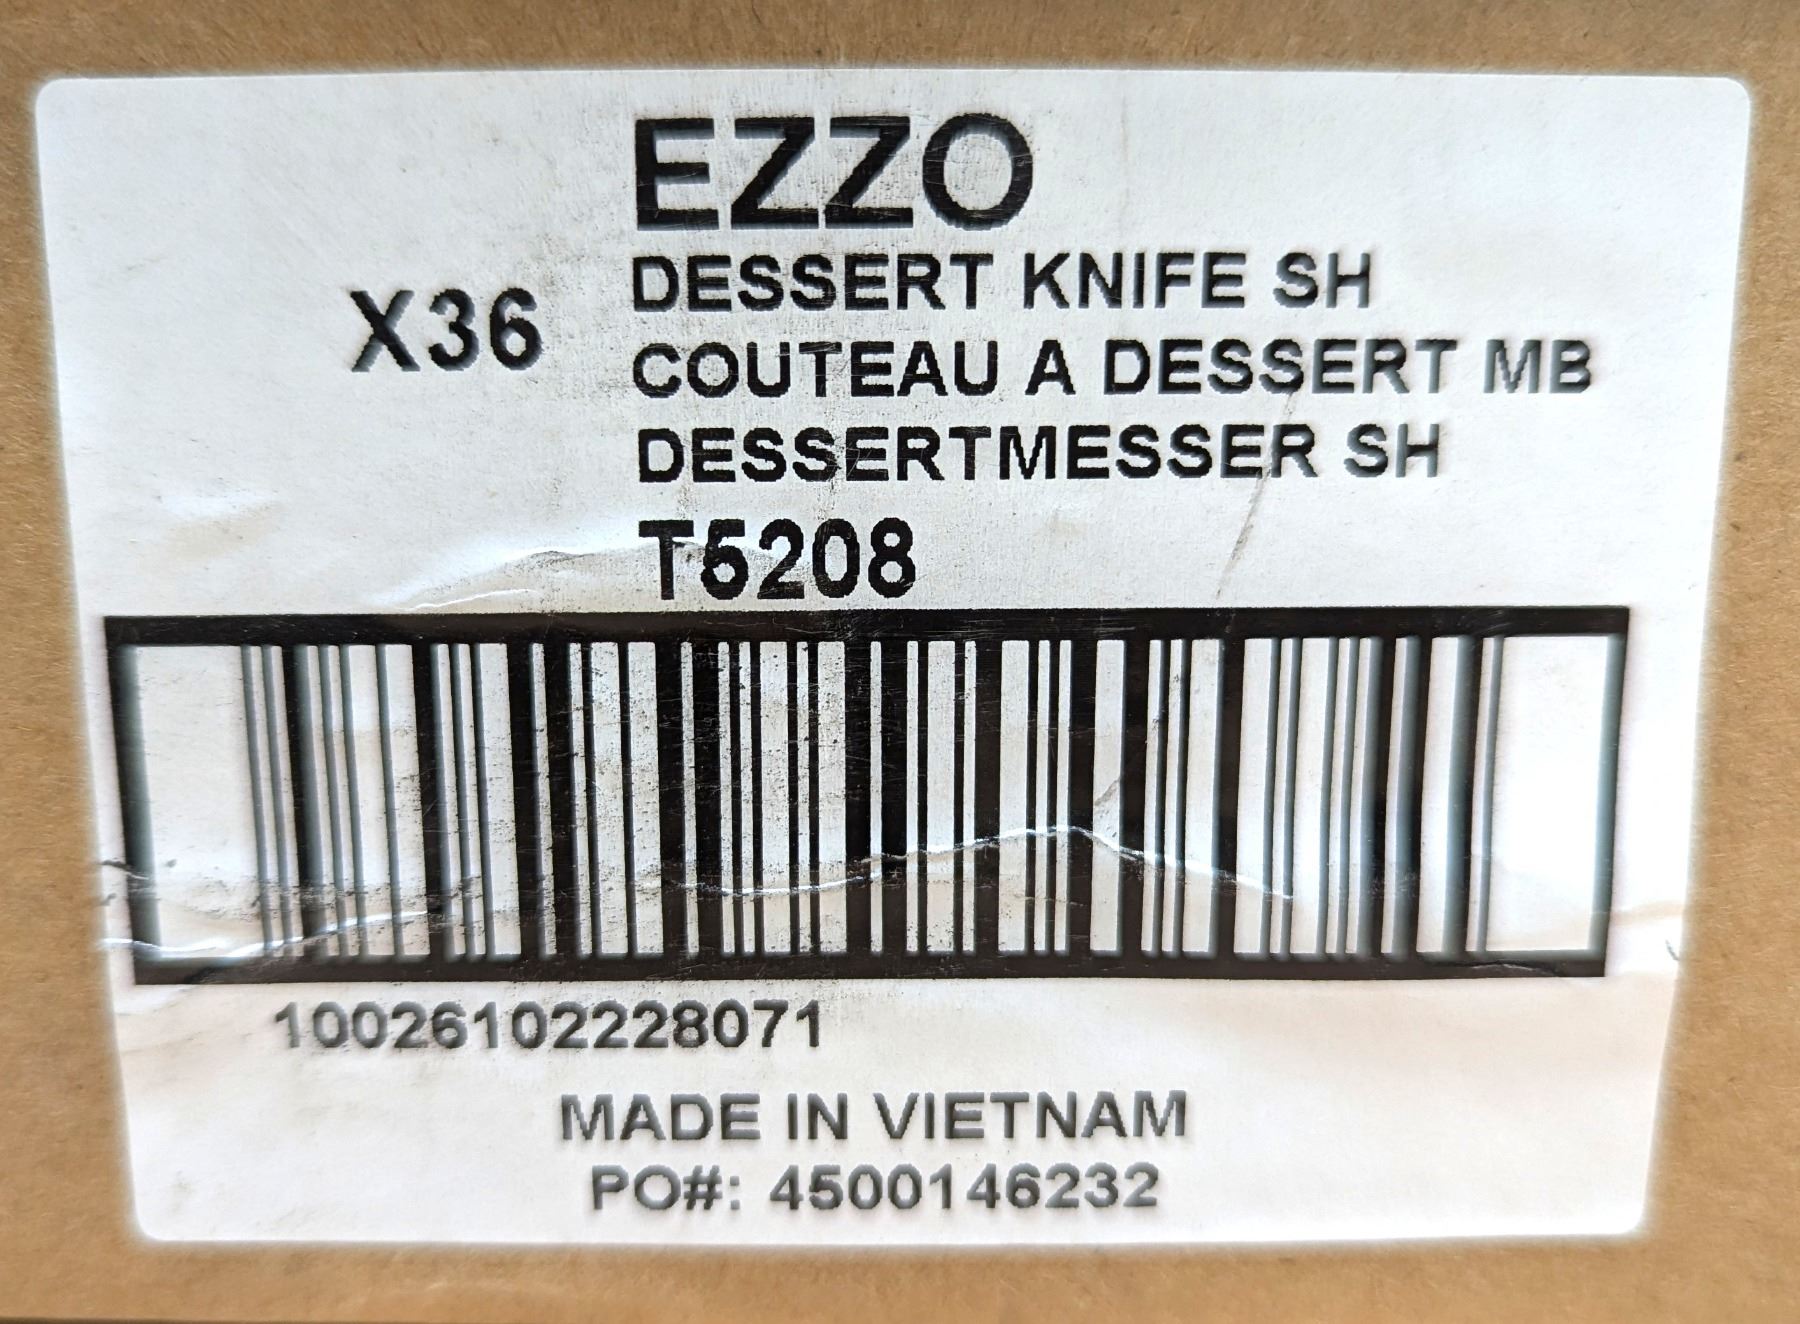 EZZO
X36
DESSERT KNIFE SH
COUTEAU A DESSERT MB
DESSERTMESSER SH
T5208
10026102228071
MADE IN VIETNAM
PO#: 4500146232